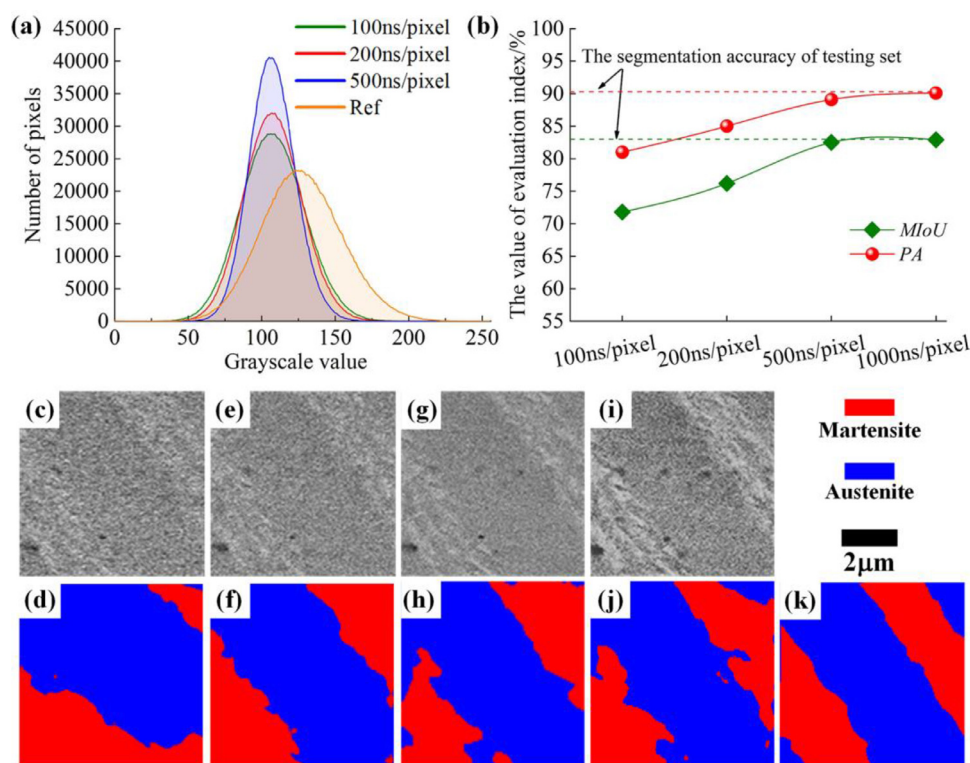 (a)
100ns/pixel
200ns/pixel
500ns/pixel
Ref
45000
40000
35000
30000
25000
20000
15000
10000
5000
0
Number of pixels
0 50 100 150 200 250
Grayscale value
(b)
The segmentation accuracy of testing set
100
95
90
85
80
75
70
65
60
55
The value of evaluation index/%
MIoU
PA
100ns/pixel 200ns/pixel 500ns/pixel 1000ns/pixel
(c) (e) (g) (i)
Martensite
Austenite
2μm
(d) (f) (h) (j) (k)